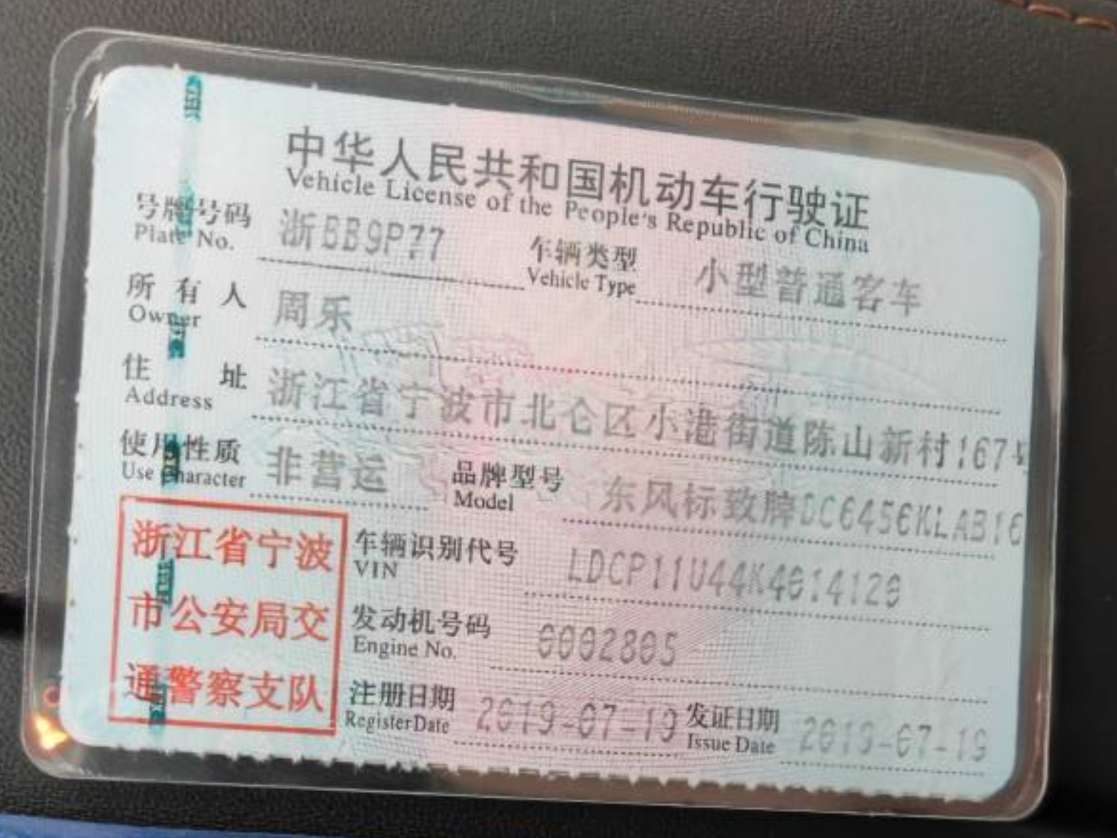 中华人民共和国机动车行驶证
Vehicle License of the People's Republic of China
号牌号码 浙BB9P77 车辆类型 小型普通客车
Plate No. Vehicle Type
所有人 周乐
Owner
住址 浙江省宁波市北仑区小港街道陈山新村167号
Address
使用性质 非营运 品牌型号 东风标致牌DC6456KLAB16
Use Character Model
浙江省宁波 车辆识别代号 LDCP11U44K4014120
VIN
市公安局交 发动机号码 0002805
Engine No.
通警察支队 注册日期 2019-07-19 发证日期 2019-07-19
Register Date Issue Date